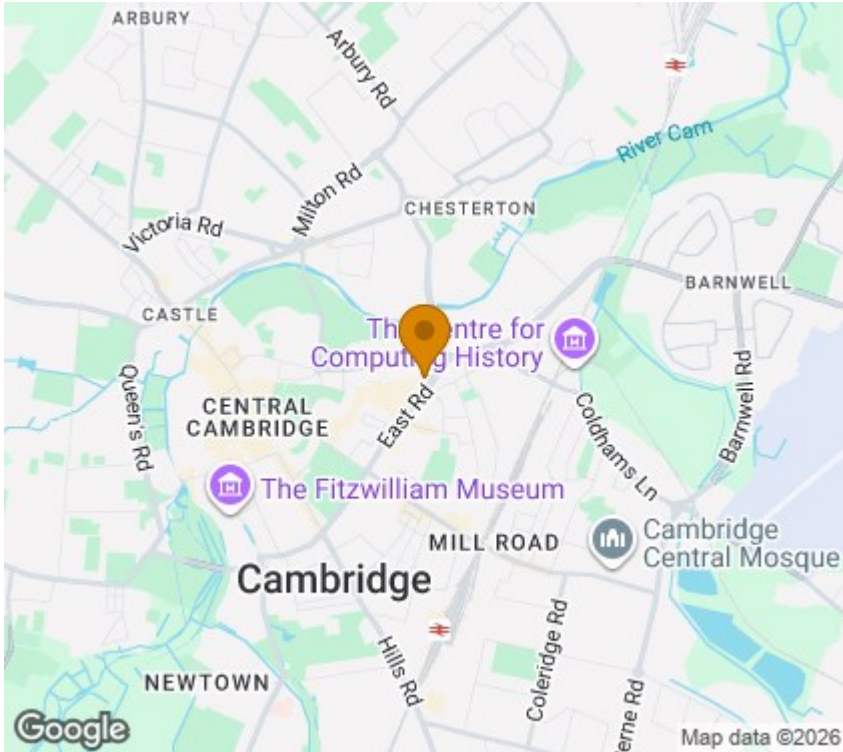 ARBURY
Arbury Rd
River Cam
Milton Rd
Victoria Rd
CHESTERTON
BARNWELL
CASTLE
The Centre for
Computing History
Queen's Rd
Barnwell Rd
CENTRAL
CAMBRIDGE
East Rd
Coldhams Ln
The Fitzwilliam Museum
MILL ROAD
Cambridge
Central Mosque
Cambridge
Hills Rd
Coleridge Rd
NEWTOWN
Google
Map data ©2026